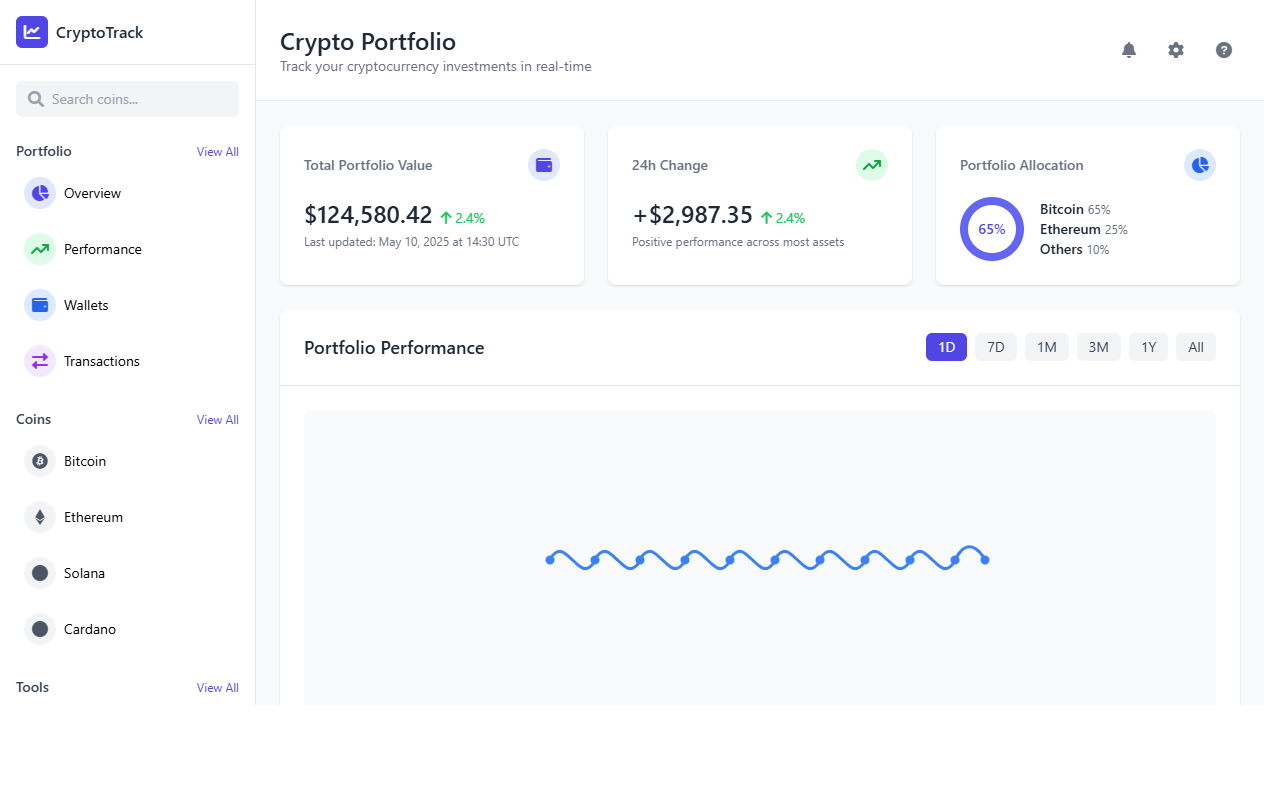 CryptoTrack
Search coins...
Portfolio View All
Overview
Performance
Wallets
Transactions
Coins View All
Bitcoin
Ethereum
Solana
Cardano
Tools View All
Crypto Portfolio
Track your cryptocurrency investments in real-time
Total Portfolio Value
$124,580.42 2.4%
Last updated: May 10, 2025 at 14:30 UTC
24h Change
+$2,987.35 2.4%
Positive performance across most assets
Portfolio Allocation
65%
Bitcoin 65%
Ethereum 25%
Others 10%
Portfolio Performance
1D 7D 1M 3M 1Y All